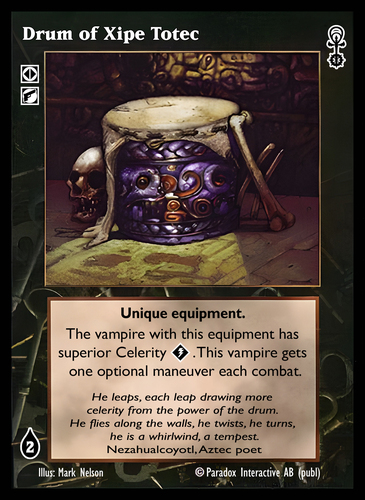 Drum of Xipe Totec
Unique equipment.
The vampire with this equipment has
superior Celerity .This vampire gets
one optional maneuver each combat.
He leaps, each leap drawing more
celerity from the power of the drum.
He flies along the walls, he twists, he turns,
he is a whirlwind, a tempest.
Nezahualcoyotl, Aztec poet
2
Illus: Mark Nelson
© Paradox Interactive AB (publ)